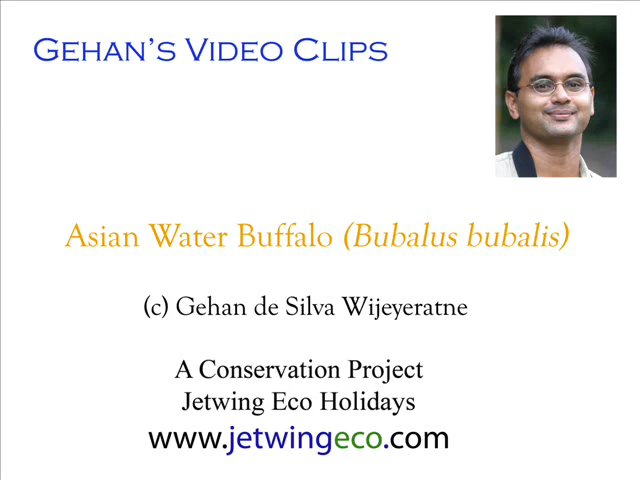 Gehan's Video Clips
Asian Water Buffalo (Bubalus bubalis)
(c) Gehan de Silva Wijeyeratne
A Conservation Project
Jetwing Eco Holidays
www.jetwingeco.com